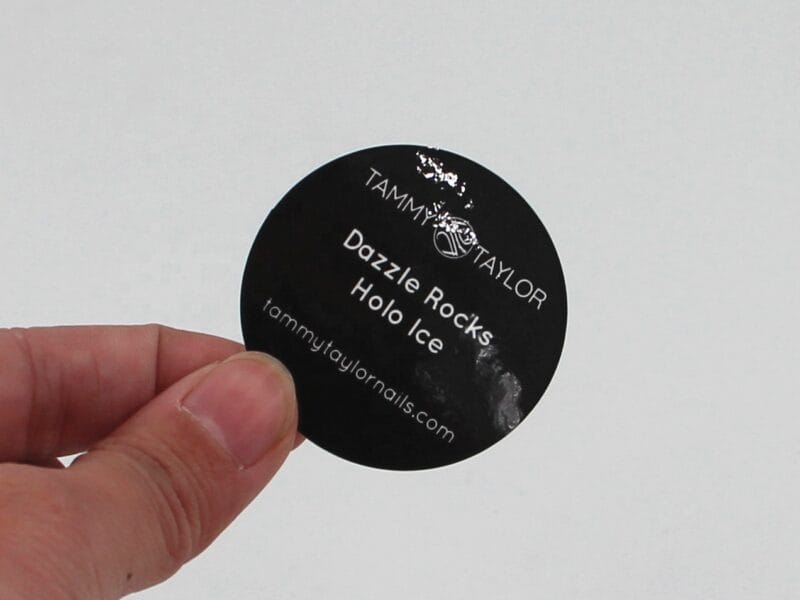 TAMMY TAYLOR
Dazzle Rocks
Holo Ice
tammytaylornails.com